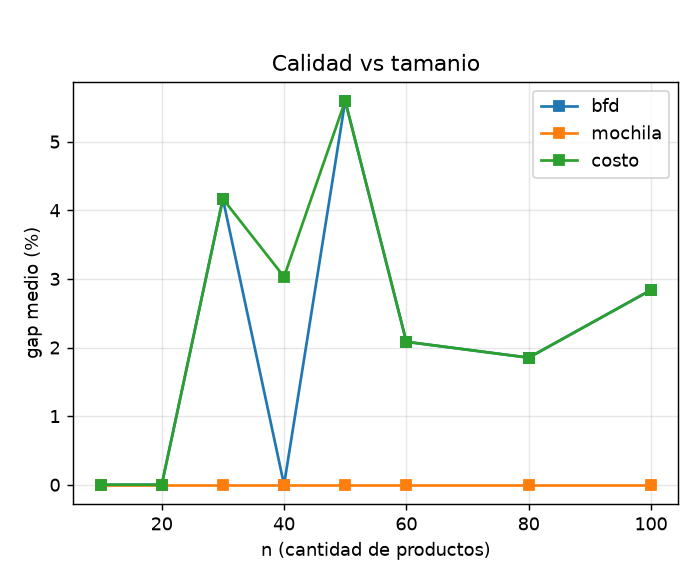 Calidad vs tamanio
bfd
mochila
costo
gap medio (%)
5
4
3
2
1
0
20 40 60 80 100
n (cantidad de productos)